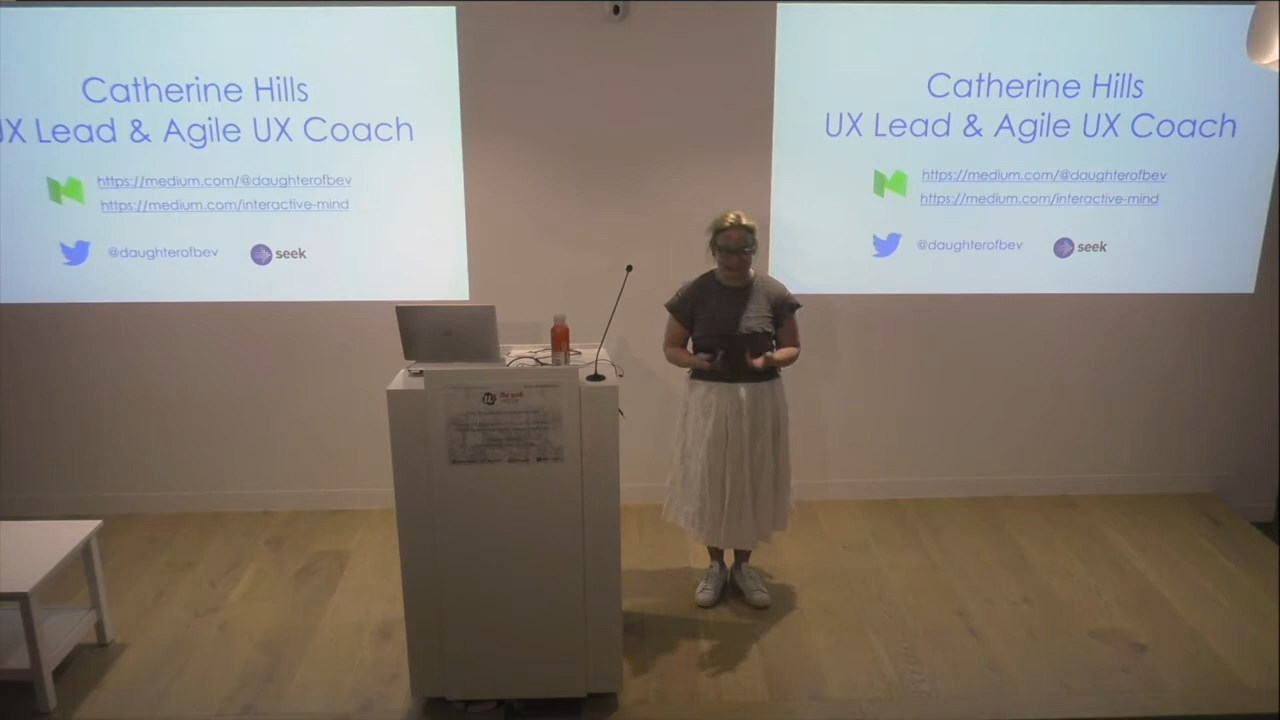 Catherine Hills
UX Lead & Agile UX Coach
https://medium.com/@daughterofbev
https://medium.com/interactive-mind
@daughterofbev
seek
Catherine Hills
UX Lead & Agile UX Coach
https://medium.com/@daughterofbev
https://medium.com/interactive-mind
@daughterofbev
seek